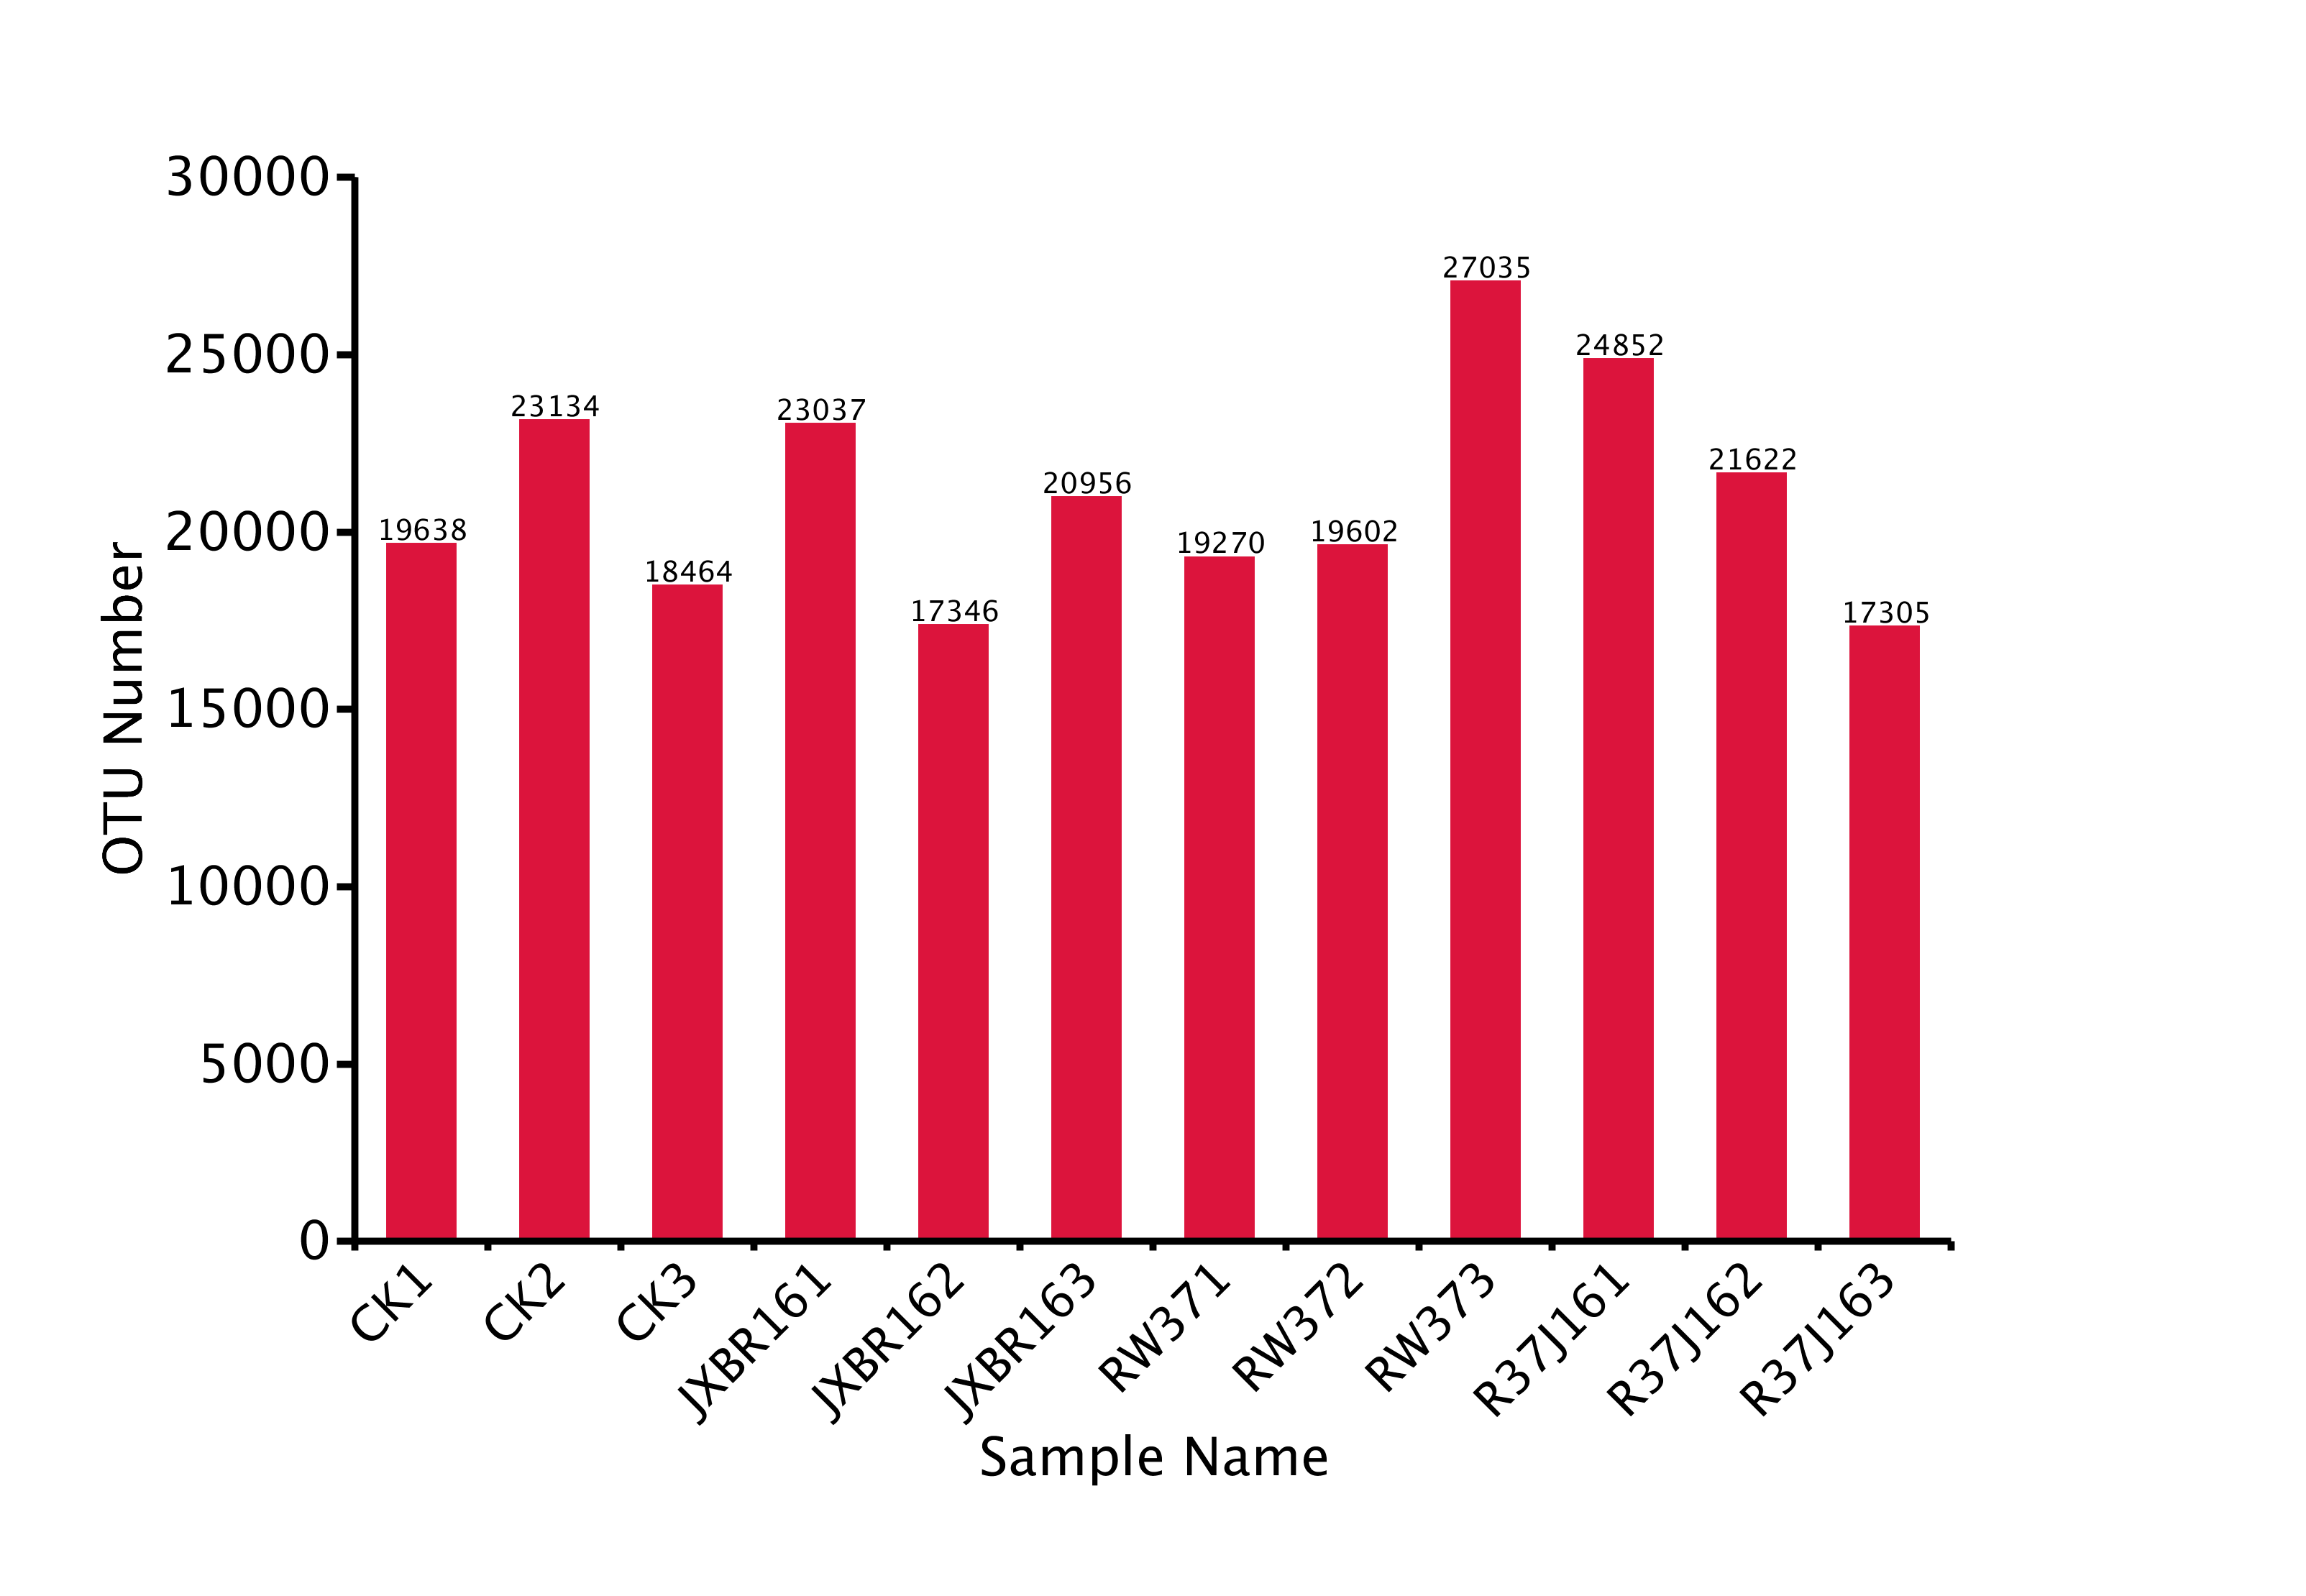 30000
25000
20000
15000
10000
5000
0
OTU Number
19638
23134
18464
23037
17346
20956
19270
19602
27035
24852
21622
17305
CK1
CK2
CK3
JXBR161
JXBR162
JXBR163
RW371
RW372
RW373
R37J161
R37J162
R37J163
Sample Name